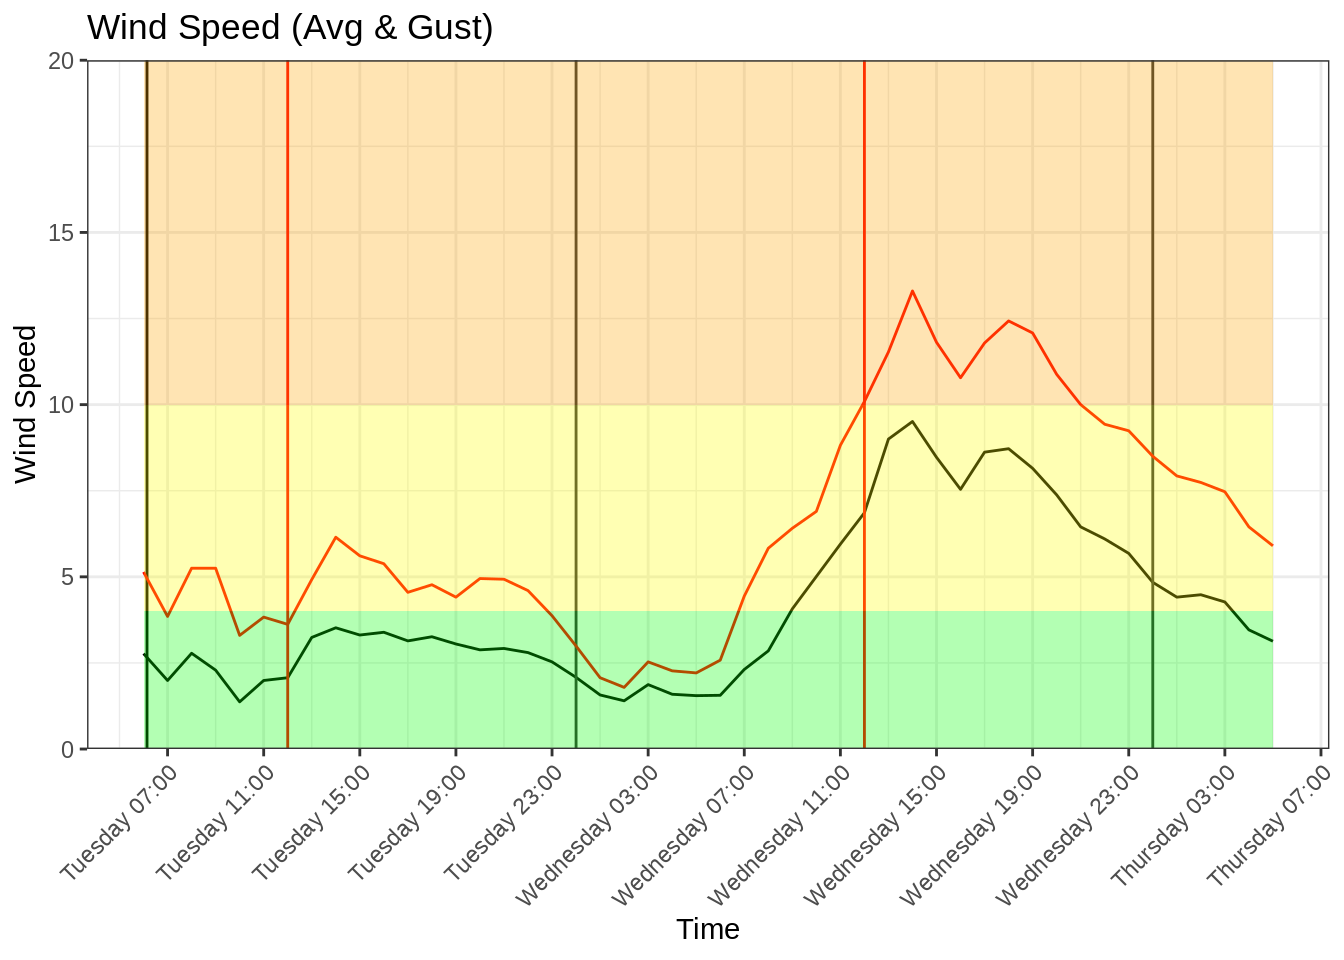 Wind Speed (Avg & Gust)
Wind Speed
20
15
10
5
0
Tuesday 07:00
Tuesday 11:00
Tuesday 15:00
Tuesday 19:00
Tuesday 23:00
Wednesday 03:00
Wednesday 07:00
Wednesday 11:00
Wednesday 15:00
Wednesday 19:00
Wednesday 23:00
Thursday 03:00
Thursday 07:00
Time